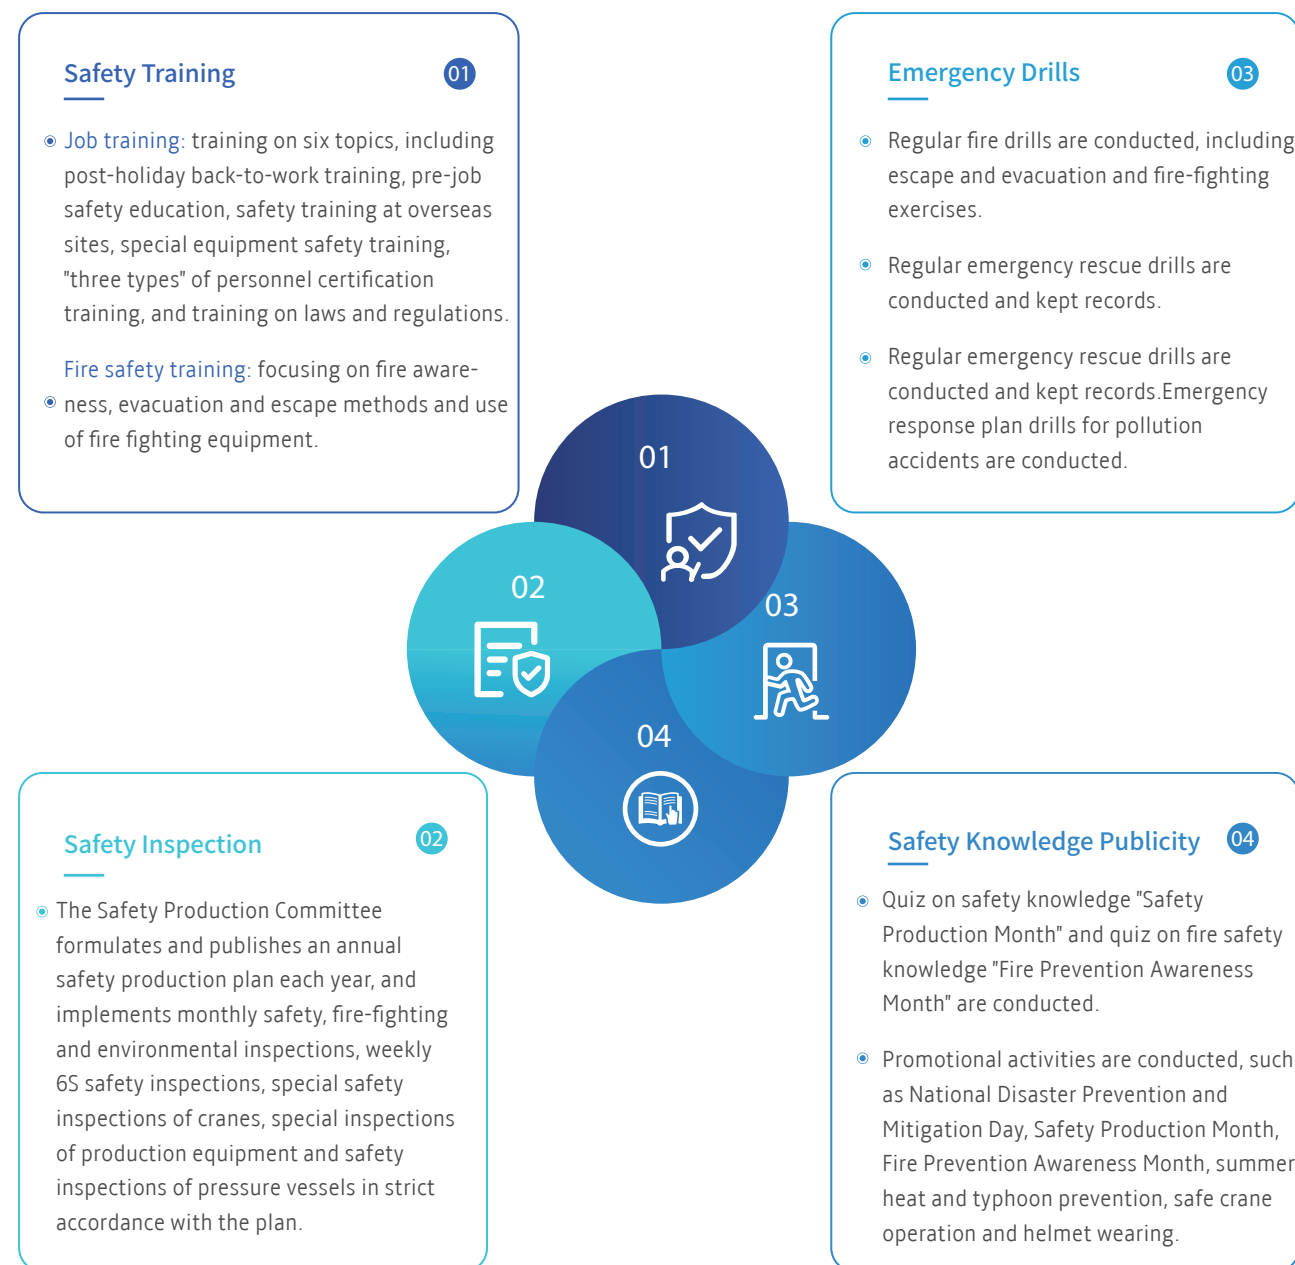 Safety Training
01
Job training: training on six topics, including
post-holiday back-to-work training, pre-job
safety education, safety training at overseas
sites, special equipment safety training,
"three types" of personnel certification
training, and training on laws and regulations.
Fire safety training: focusing on fire aware-
ness, evacuation and escape methods and use
of fire fighting equipment.
Emergency Drills
03
Regular fire drills are conducted, including
escape and evacuation and fire-fighting
exercises.
Regular emergency rescue drills are
conducted and kept records.
Regular emergency rescue drills are
conducted and kept records.Emergency
response plan drills for pollution
accidents are conducted.
01
02
03
04
Safety Inspection
02
The Safety Production Committee
formulates and publishes an annual
safety production plan each year, and
implements monthly safety, fire-fighting
and environmental inspections, weekly
6S safety inspections, special safety
inspections of cranes, special inspections
of production equipment and safety
inspections of pressure vessels in strict
accordance with the plan.
Safety Knowledge Publicity
04
Quiz on safety knowledge "Safety
Production Month" and quiz on fire safety
knowledge "Fire Prevention Awareness
Month" are conducted.
Promotional activities are conducted, such
as National Disaster Prevention and
Mitigation Day, Safety Production Month,
Fire Prevention Awareness Month, summer
heat and typhoon prevention, safe crane
operation and helmet wearing.